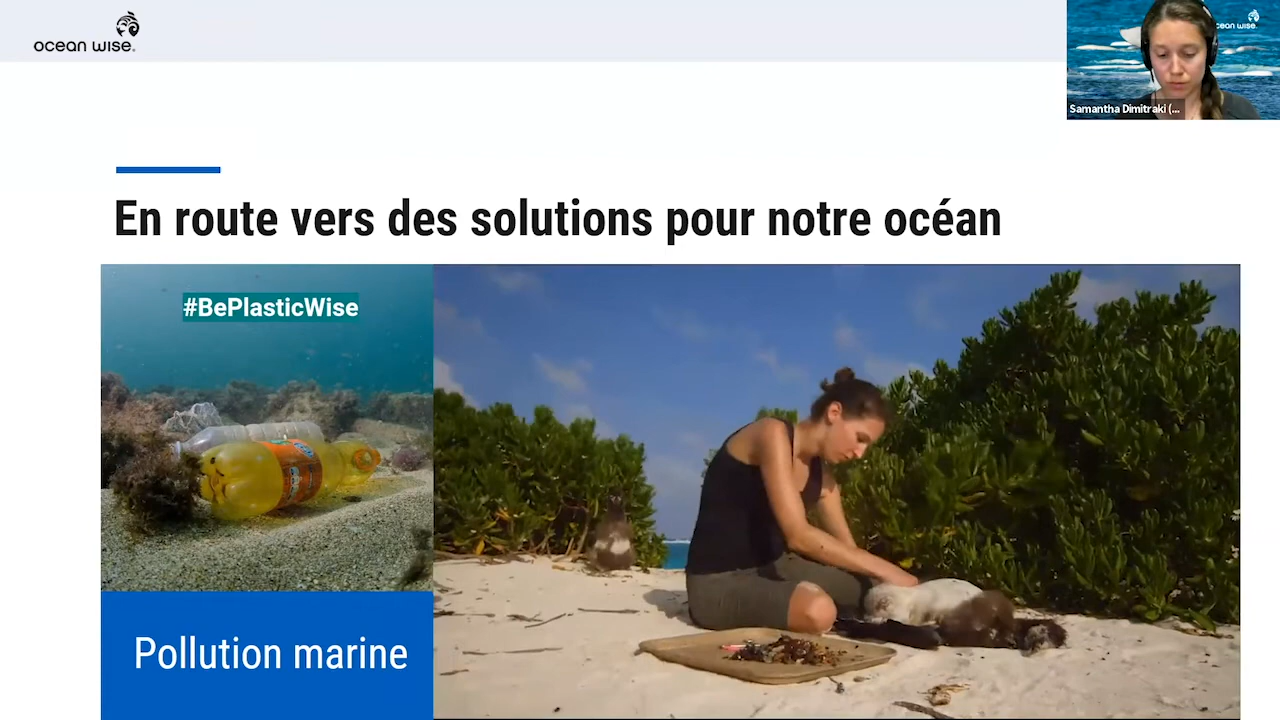 ocean wise®
ocean wise.
Samantha Dimitraki (...
En route vers des solutions pour notre océan
#BePlasticWise
Pollution marine